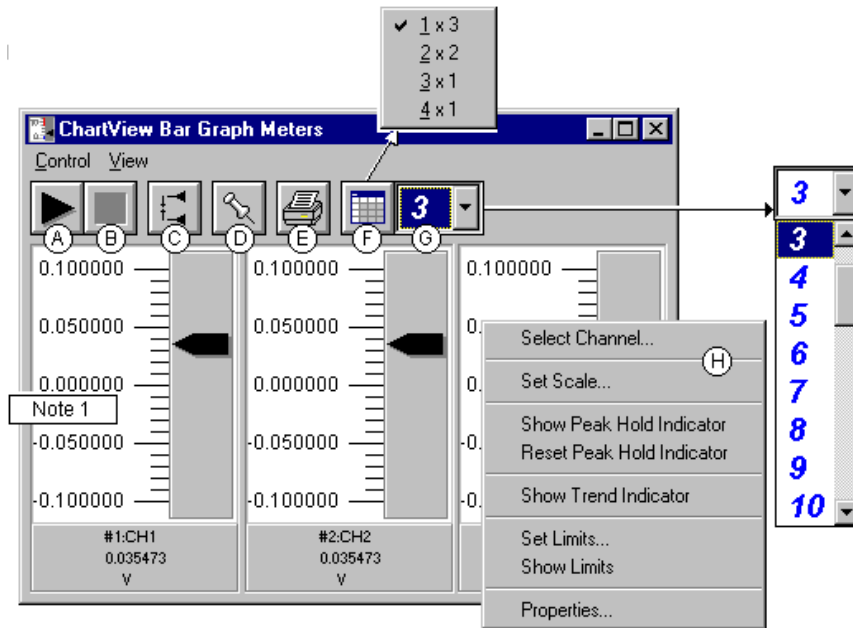 ✓ 1 x 3
2 x 2
3 x 1
4 x 1
ChartView Bar Graph Meters
Control View
3
A B C D E F G
3
3
4
5
6
7
8
9
10
0.100000 0.100000 0.100000
0.050000 0.050000
0.000000 0.000000
-0.050000 -0.050000 -0.
-0.100000 -0.100000 -0.
Note 1
#1:CH1
0.035473
V
#2:CH2
0.035473
V
Select Channel...
H
Set Scale...
Show Peak Hold Indicator
Reset Peak Hold Indicator
Show Trend Indicator
Set Limits...
Show Limits
Properties...